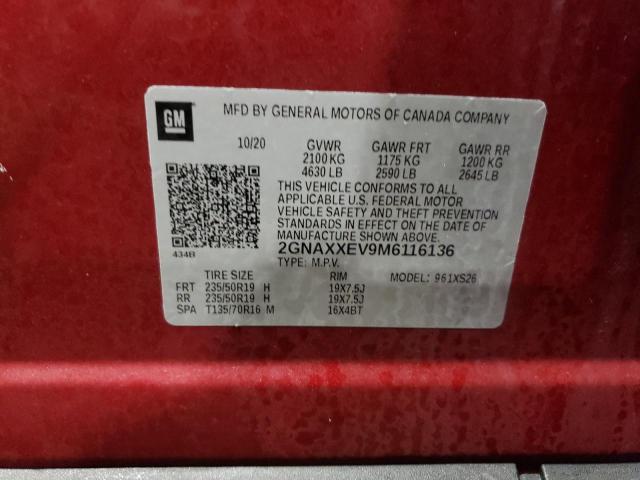 GM
MFD BY GENERAL MOTORS OF CANADA COMPANY
10/20 GVWR GAWR FRT GAWR RR
2100 KG 1175 KG 1200 KG
4630 LB 2590 LB 2645 LB
THIS VEHICLE CONFORMS TO ALL
APPLICABLE U.S. FEDERAL MOTOR
VEHICLE SAFETY AND THEFT PREVENTION
STANDARDS IN EFFECT ON THE DATE OF
MANUFACTURE SHOWN ABOVE.
434B 2GNAXXEV9M6116136
TYPE: M.P.V. MODEL: 961XS26
TIRE SIZE RIM
FRT 235/50R19 H 19X7.5J
RR 235/50R19 H 19X7.5J
SPA T135/70R16 M 16X4BT